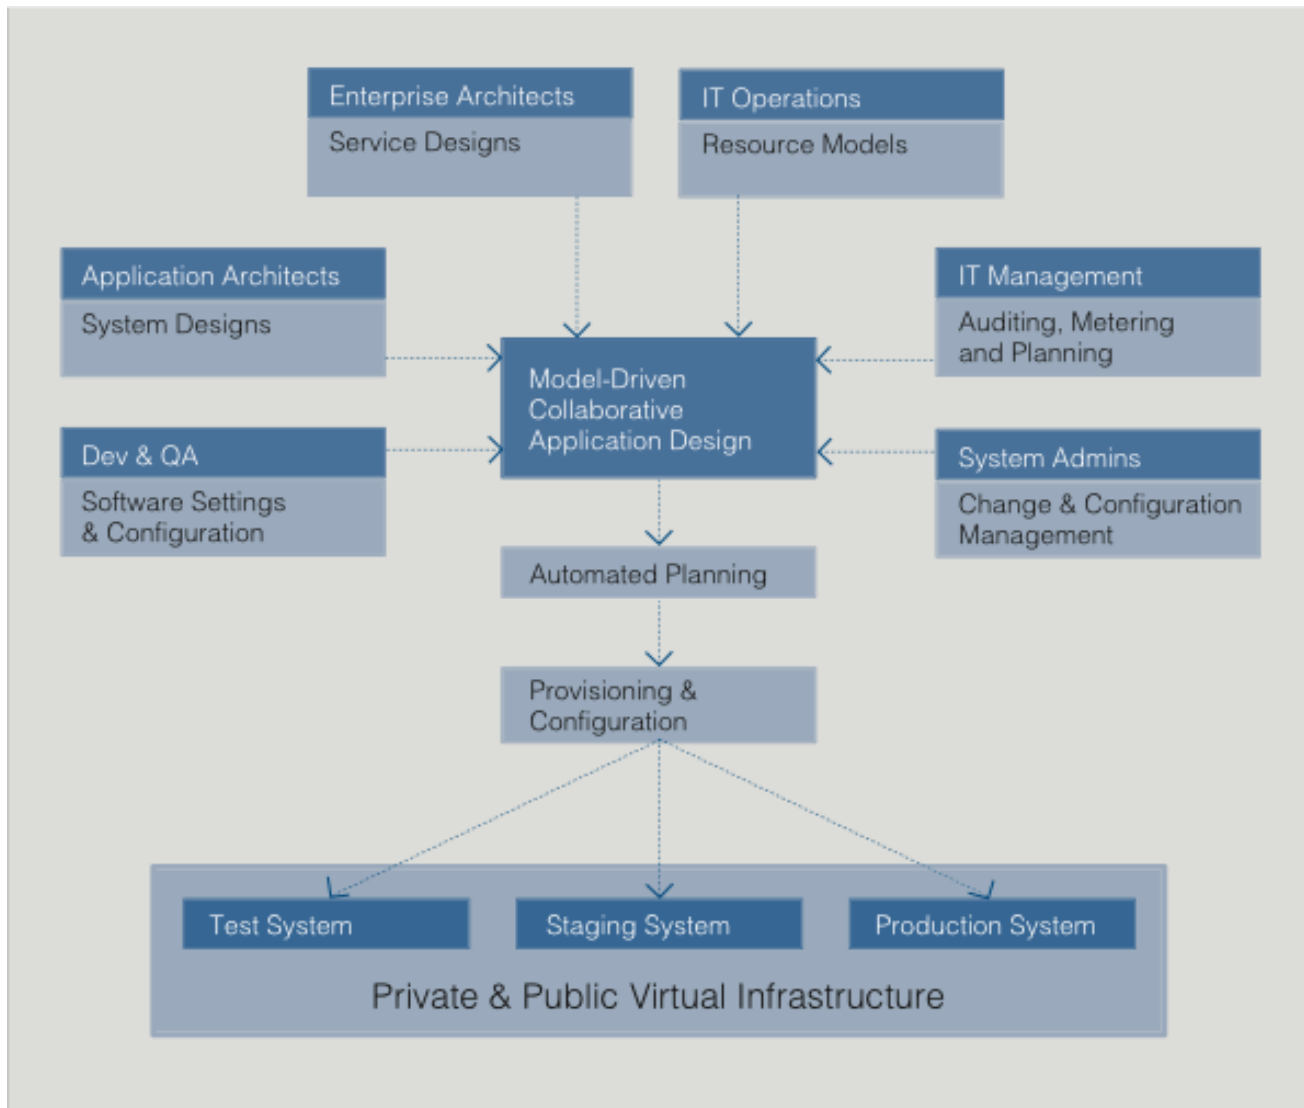 Enterprise Architects
Service Designs
IT Operations
Resource Models
Application Architects
System Designs
IT Management
Auditing, Metering
and Planning
Model-Driven
Collaborative
Application Design
Dev & QA
Software Settings
& Configuration
System Admins
Change & Configuration
Management
Automated Planning
Provisioning &
Configuration
Test System
Staging System
Production System
Private & Public Virtual Infrastructure